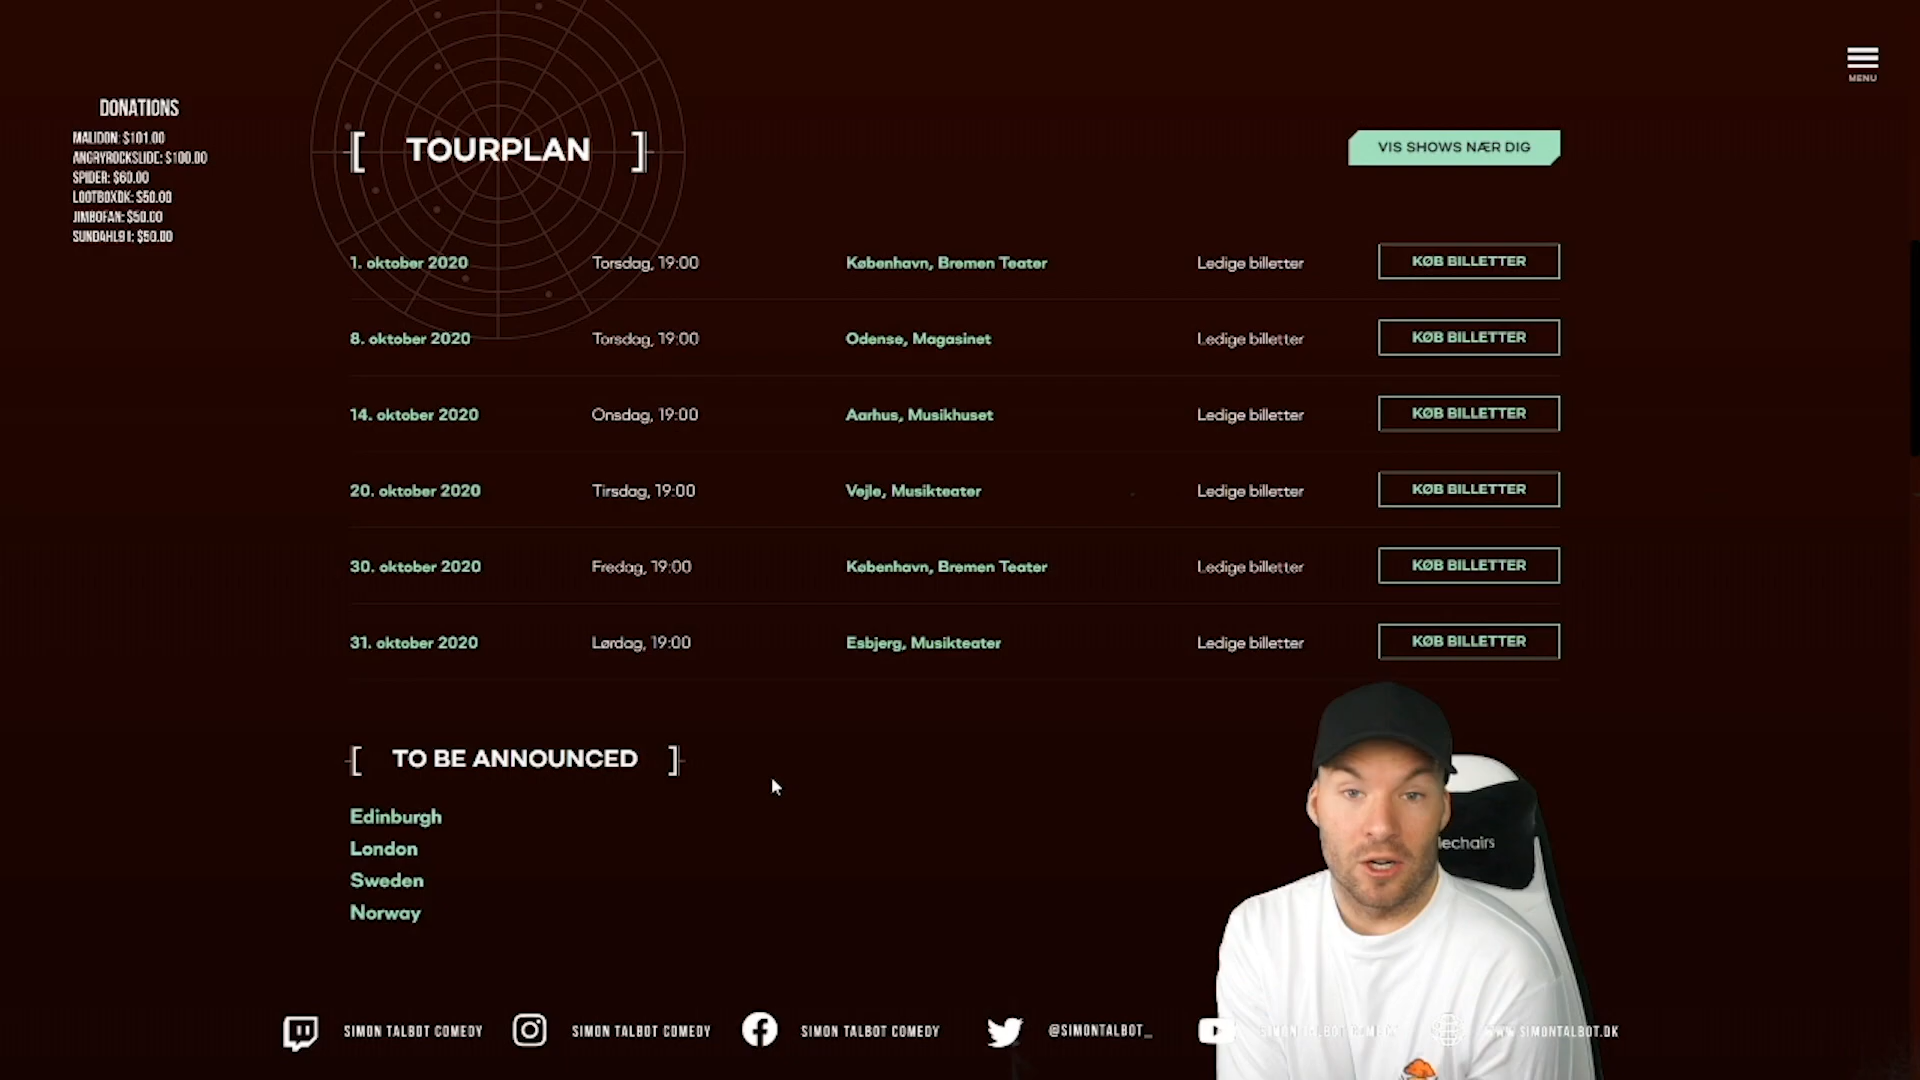 MENU
DONATIONS
MALIDON: $101.00
ANGRYROCKSLIDE: $100.00
SPIDER: $60.00
LOOTBOXDK: $50.00
JIMBOFAN: $50.00
SUNDAHL91: $50.00
[ TOURPLAN ]
VIS SHOWS NÆR DIG
1. oktober 2020 Torsdag, 19:00 København, Bremen Teater Ledige billetter KØB BILLETTER
8. oktober 2020 Torsdag, 19:00 Odense, Magasinet Ledige billetter KØB BILLETTER
14. oktober 2020 Onsdag, 19:00 Aarhus, Musikhuset Ledige billetter KØB BILLETTER
20. oktober 2020 Tirsdag, 19:00 Vejle, Musikteater Ledige billetter KØB BILLETTER
30. oktober 2020 Fredag, 19:00 København, Bremen Teater Ledige billetter KØB BILLETTER
31. oktober 2020 Lørdag, 19:00 Esbjerg, Musikteater Ledige billetter KØB BILLETTER
[ TO BE ANNOUNCED ]
Edinburgh
London
Sweden
Norway
lechairs
SIMON TALBOT COMEDY SIMON TALBOT COMEDY SIMON TALBOT COMEDY @SIMONTALBOT_ SIMON TALBOT COMEDY WWW.SIMONTALBOT.DK